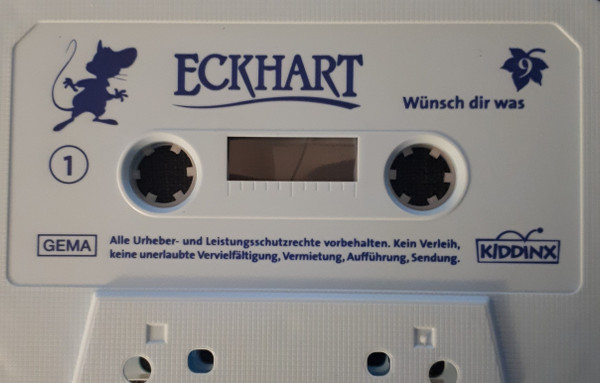 ECKHART
9
Wünsch dir was
1
GEMA
Alle Urheber- und Leistungsschutzrechte vorbehalten. Kein Verleih,
keine unerlaubte Vervielfältigung, Vermietung, Aufführung, Sendung.
KIDDINX